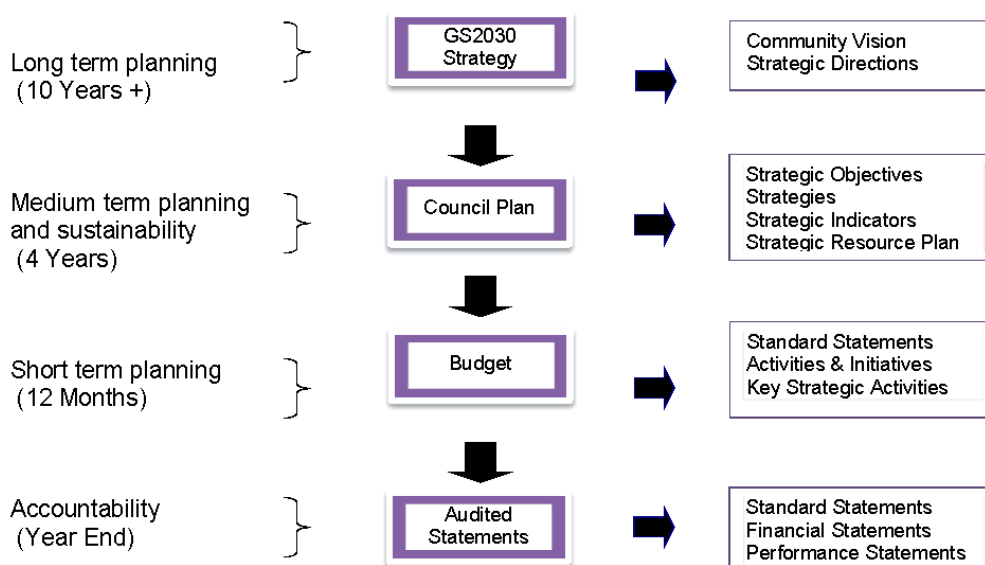 Long term planning
(10 Years +)
GS2030
Strategy
Community Vision
Strategic Directions
Medium term planning
and sustainability
(4 Years)
Council Plan
Strategic Objectives
Strategies
Strategic Indicators
Strategic Resource Plan
Short term planning
(12 Months)
Budget
Standard Statements
Activities & Initiatives
Key Strategic Activities
Accountability
(Year End)
Audited
Statements
Standard Statements
Financial Statements
Performance Statements